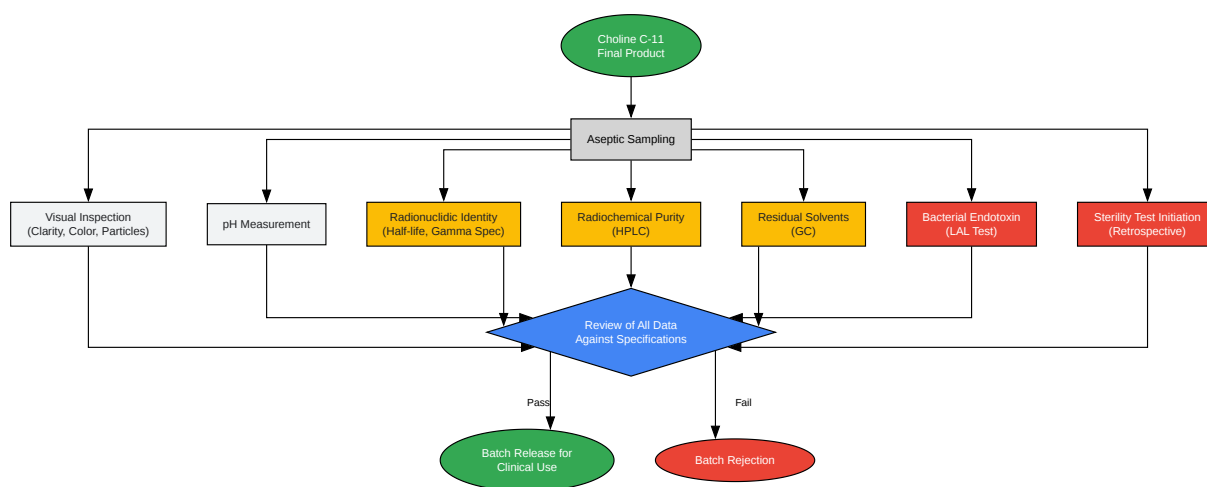 Choline C-11
Final Product
Aseptic Sampling
Visual Inspection
(Clarity, Color, Particles)
pH Measurement
Radionuclidic Identity
(Half-life, Gamma Spec)
Radiochemical Purity
(HPLC)
Residual Solvents
(GC)
Bacterial Endotoxin
(LAL Test)
Sterility Test Initiation
(Retrospective)
Review of All Data
Against Specifications
Pass
Fail
Batch Release for
Clinical Use
Batch Rejection